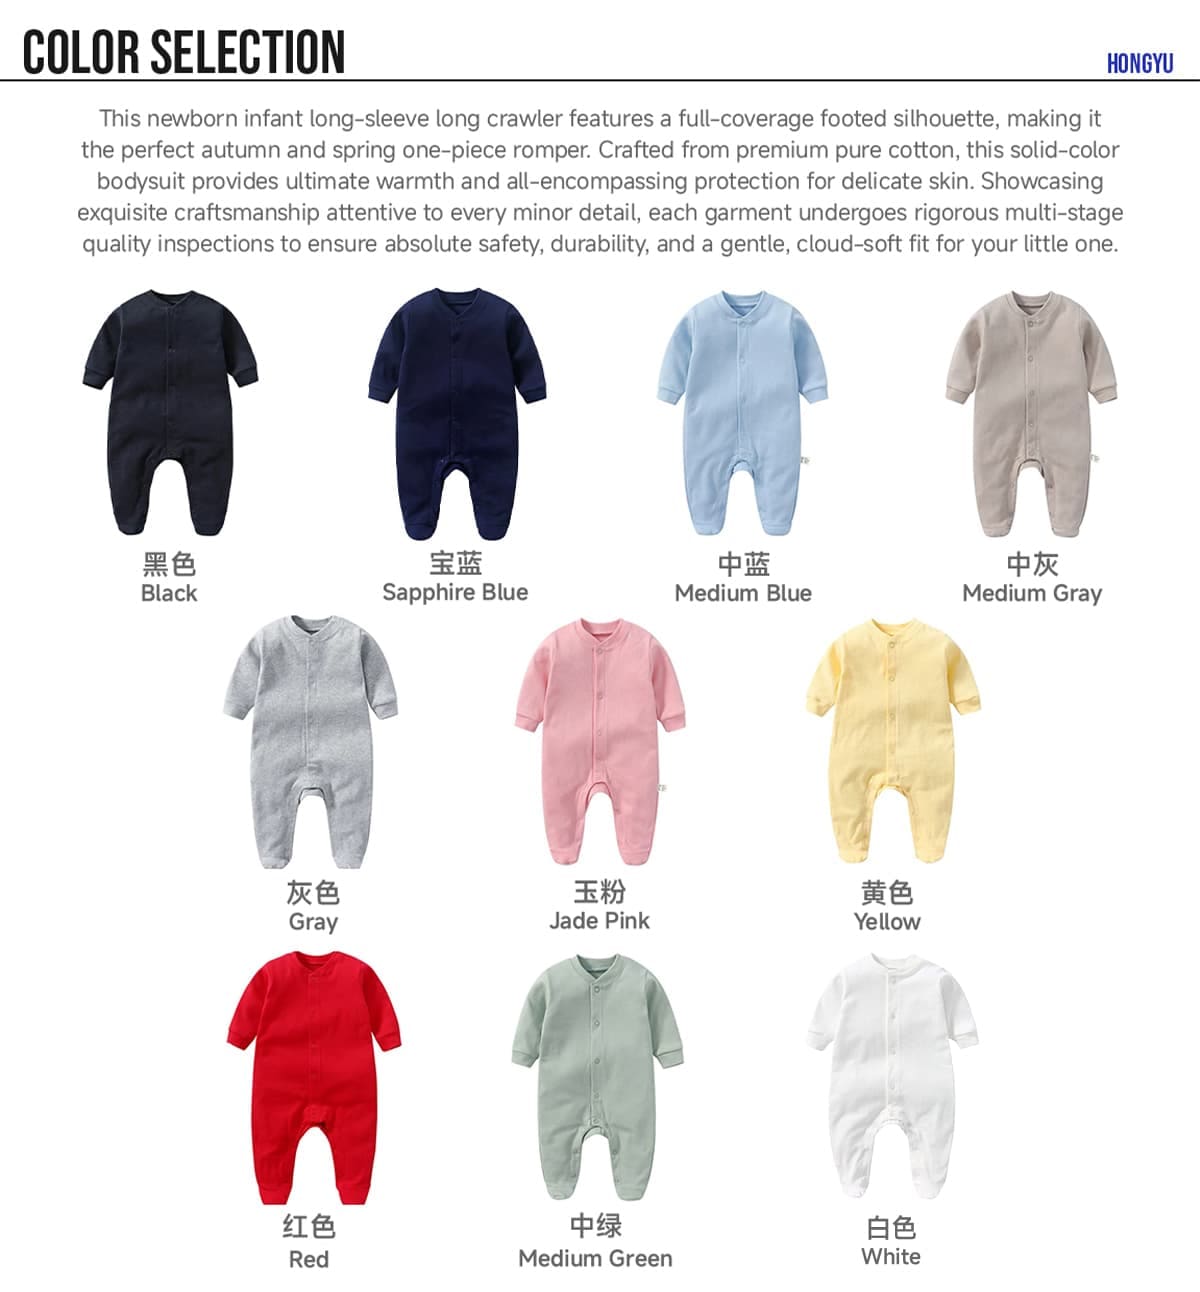 COLOR SELECTION
HONGYU
This newborn infant long-sleeve long crawler features a full-coverage footed silhouette, making it
the perfect autumn and spring one-piece romper. Crafted from premium pure cotton, this solid-color
bodysuit provides ultimate warmth and all-encompassing protection for delicate skin. Showcasing
exquisite craftsmanship attentive to every minor detail, each garment undergoes rigorous multi-stage
quality inspections to ensure absolute safety, durability, and a gentle, cloud-soft fit for your little one.
黑色
Black
宝蓝
Sapphire Blue
中蓝
Medium Blue
中灰
Medium Gray
灰色
Gray
玉粉
Jade Pink
黄色
Yellow
红色
Red
中绿
Medium Green
白色
White